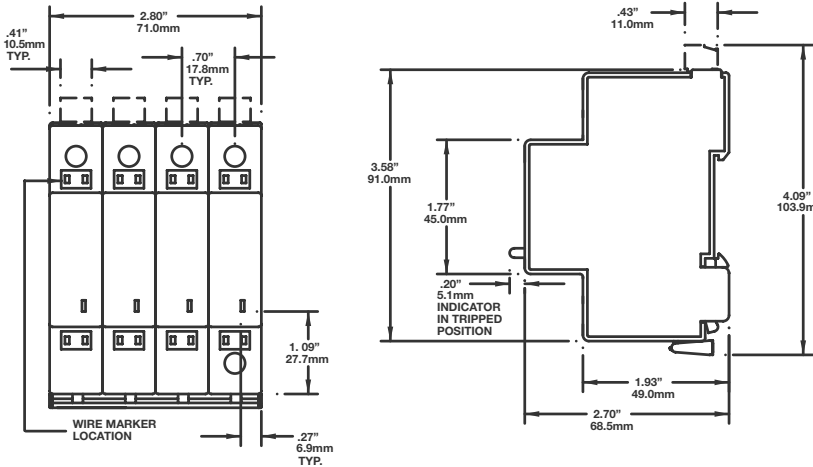 2.80”
71.0mm
.41”
10.5mm
TYP.
.70”
17.8mm
TYP.
1. 09”
27.7mm
WIRE MARKER
LOCATION
.27”
6.9mm
TYP.
.43”
11.0mm
3.58”
91.0mm
1.77”
45.0mm
4.09”
103.9m
.20”
5.1mm
INDICATOR
IN TRIPPED
POSITION
1.93”
49.0mm
2.70”
68.5mm